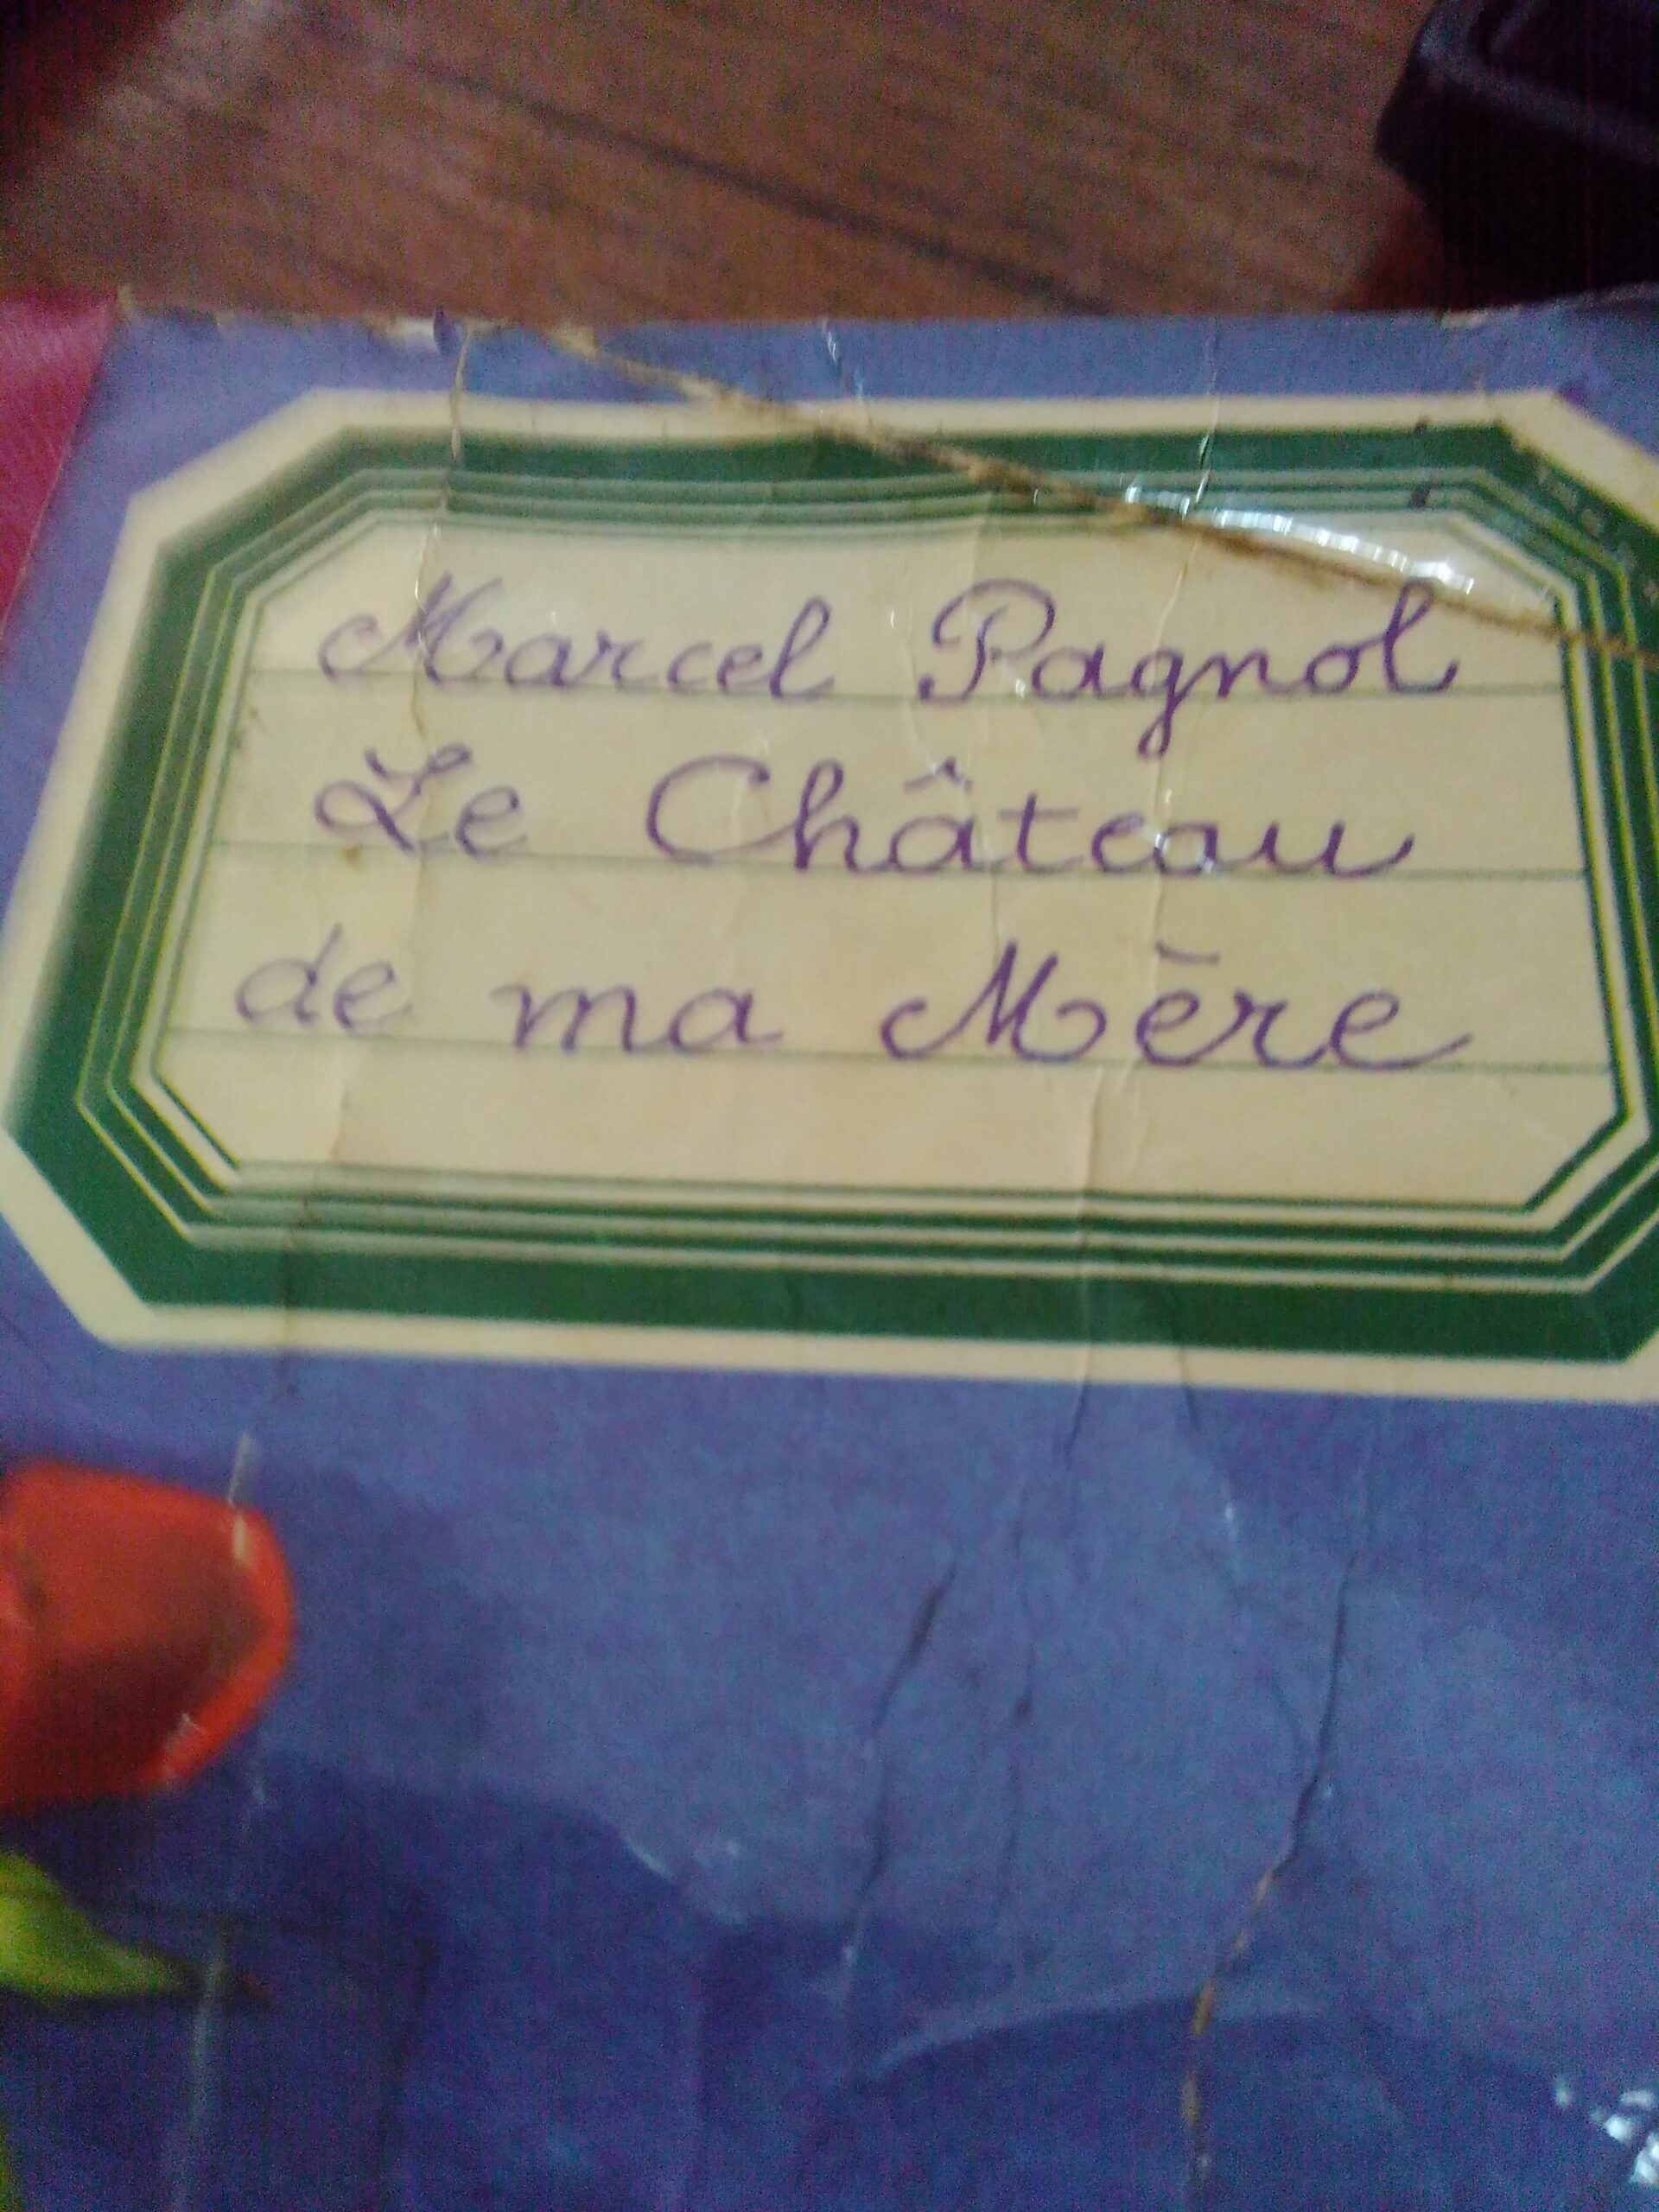 Marcel Pagnol
Le Château
de ma Mère